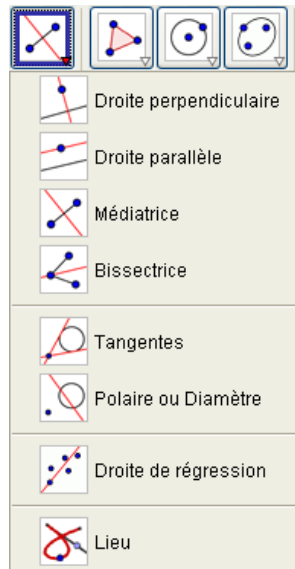 Droite perpendiculaire
Droite parallèle
Médiatrice
Bissectrice
Tangentes
Polaire ou Diamètre
Droite de régression
Lieu